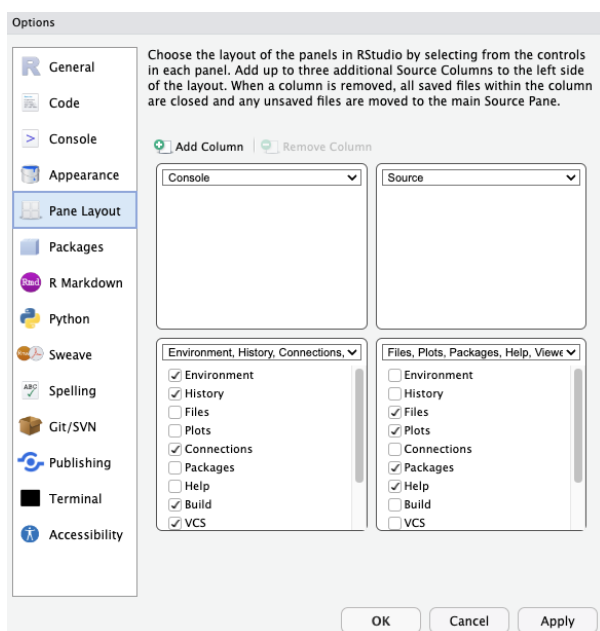 Options
General
Code
Console
Appearance
Pane Layout
Packages
Rmd R Markdown
Python
Sweave
ABC Spelling
Git/SVN
Publishing
Terminal
Accessibility
Choose the layout of the panels in RStudio by selecting from the controls
in each panel. Add up to three additional Source Columns to the left side
of the layout. When a column is removed, all saved files within the column
are closed and any unsaved files are moved to the main Source Pane.
Add Column Remove Column
Console
Source
Environment, History, Connections,
Environment
History
Files
Plots
Connections
Packages
Help
Build
VCS
Files, Plots, Packages, Help, Viewe
Environment
History
Files
Plots
Connections
Packages
Help
Build
VCS
OK Cancel Apply